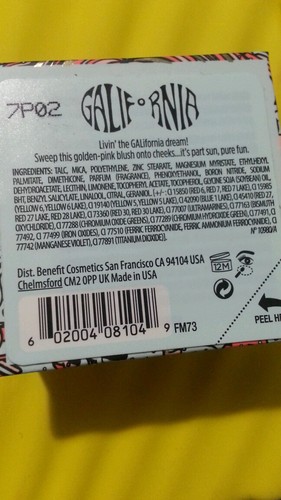 7P02
GALIFORNIA
Livin' the GALifornia dream!
Sweep this golden-pink blush onto cheeks...it's part sun, pure fun.
INGREDIENTS: TALC, MICA, POLYETHYLENE, ZINC STEARATE, MAGNESIUM MYRISTATE, ETHYLHEXYL
PALMITATE, DIMETHICONE, PARFUM (FRAGRANCE), PHENOXYETHANOL, BORON NITRIDE, SODIUM
DEHYDROACETATE, LECITHIN, LIMONENE, TOCOPHERYL ACETATE, TOCOPHEROL, GLYCINE SOJA (SOYBEAN) OIL,
BHT, BENZYL SALICYLATE, LINALOOL, CITRAL, GERANIOL. [+/-: CI 15850 (RED 6, RED 7, RED 7 LAKE), CI 15985
(YELLOW 6, YELLOW 6 LAKE), CI 19140 (YELLOW 5, YELLOW 5 LAKE), CI 42090 (BLUE 1 LAKE), CI 45410 (RED 27,
RED 27 LAKE, RED 28 LAKE), CI 73360 (RED 30, RED 30 LAKE), CI 77007 (ULTRAMARINES), CI 77163 (BISMUTH
OXYCHLORIDE), CI 77288 (CHROMIUM OXIDE GREENS), CI 77289 (CHROMIUM HYDROXIDE GREEN), CI 77491, CI
77492, CI 77499 (IRON OXIDES), CI 77510 (FERRIC FERROCYANIDE, FERRIC AMMONIUM FERROCYANIDE), CI
77742 (MANGANESE VIOLET), CI 77891 (TITANIUM DIOXIDE)]. N° 10980/A
Dist. Benefit Cosmetics San Francisco CA 94104 USA
Chelmsford CM2 0PP UK Made in USA
12M
6 02004 08104 9 FM73
PEEL